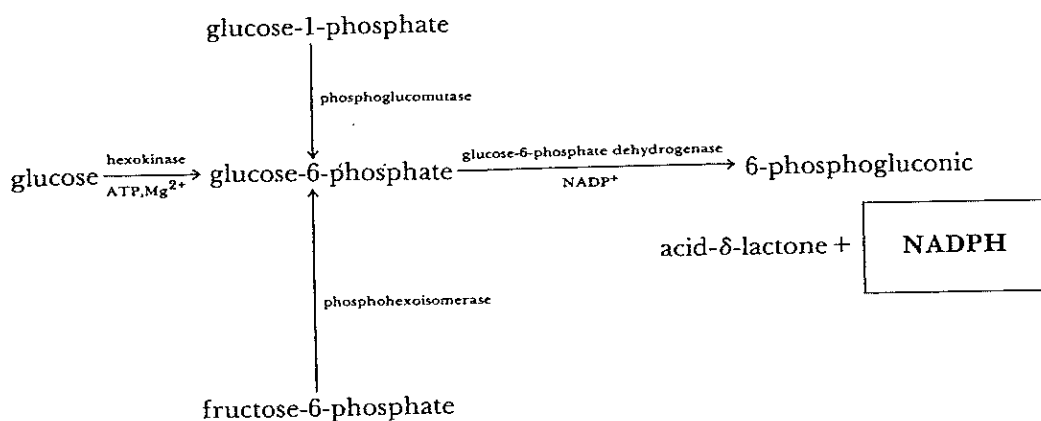 glucose-1-phosphate
phosphoglucomutase
glucose
hexokinase
ATP,Mg²⁺
glucose-6-phosphate
glucose-6-phosphate dehydrogenase
NADP⁺
6-phosphogluconic
acid-δ-lactone +
NADPH
phosphohexoisomerase
fructose-6-phosphate